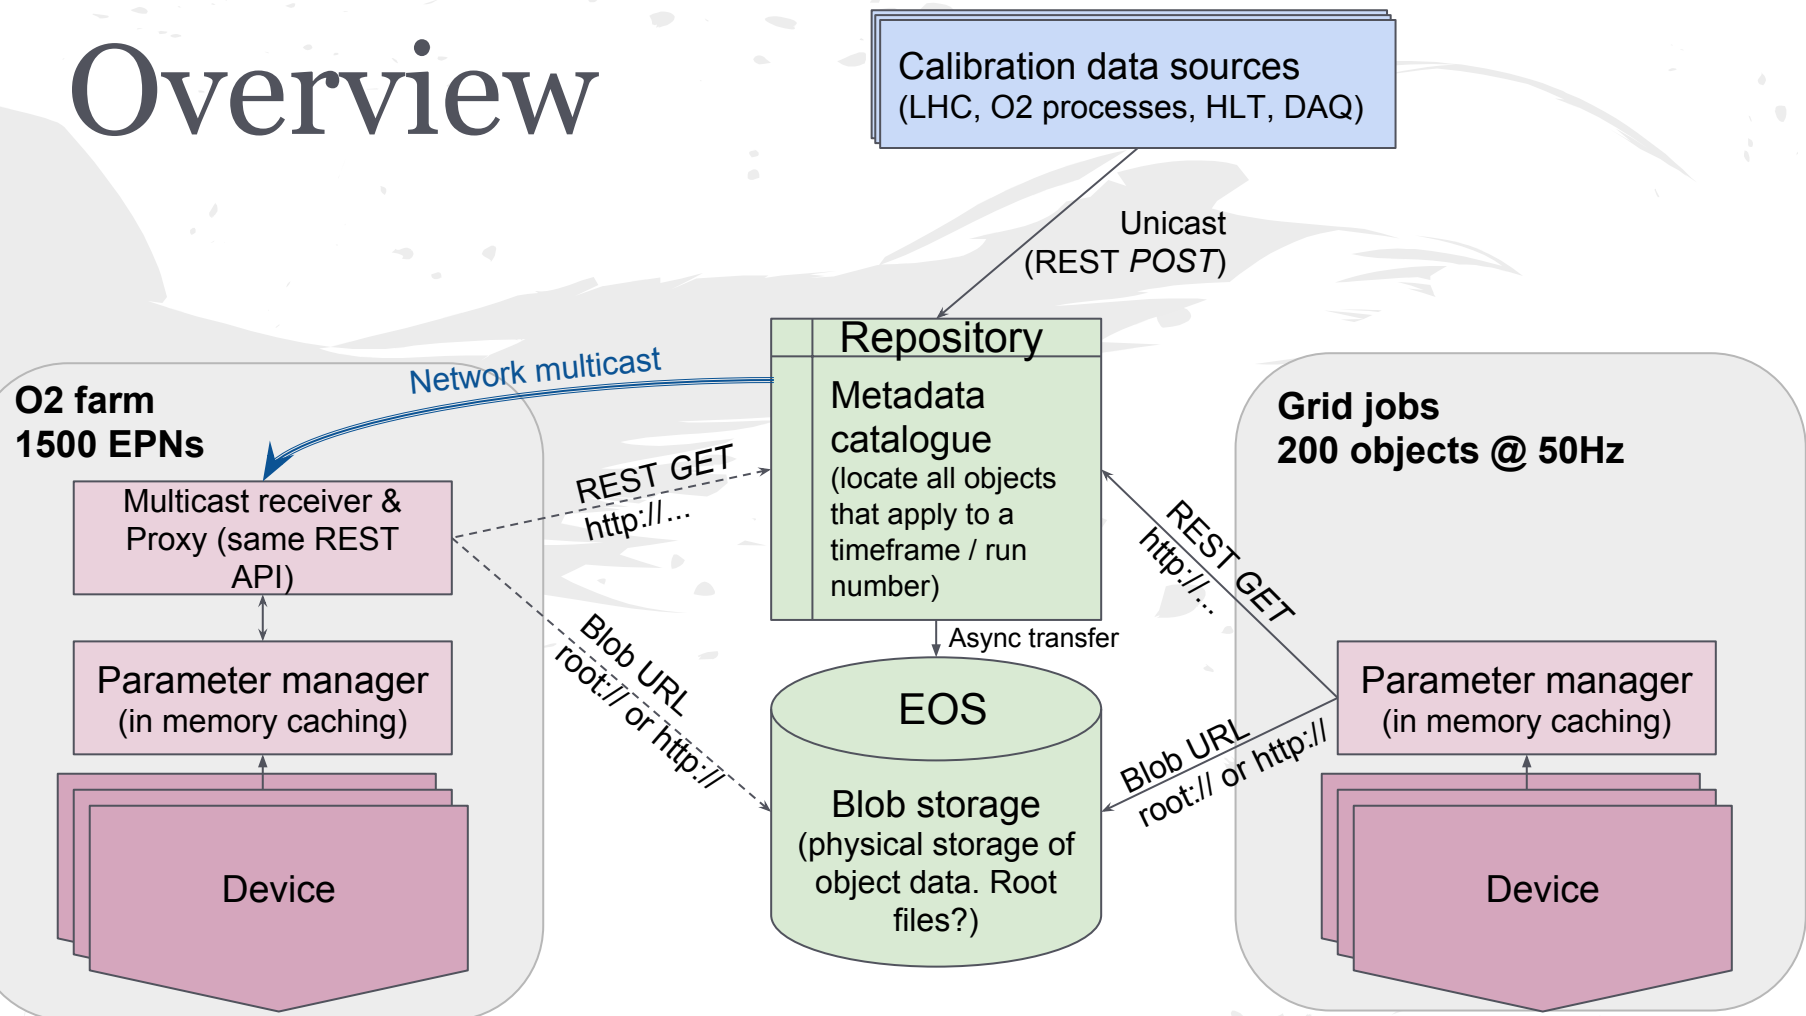 Overview
Calibration data sources
(LHC, O2 processes, HLT, DAQ)
Unicast
(REST POST)
Network multicast
O2 farm
1500 EPNs
Multicast receiver &
Proxy (same REST
API)
Parameter manager
(in memory caching)
Device
REST GET
http://...
Blob URL
root:// or http://
Repository
Metadata
catalogue
(locate all objects
that apply to a
timeframe / run
number)
Async transfer
EOS
Blob storage
(physical storage of
object data. Root
files?)
REST GET
http://...
Blob URL
root:// or http://
Grid jobs
200 objects @ 50Hz
Parameter manager
(in memory caching)
Device